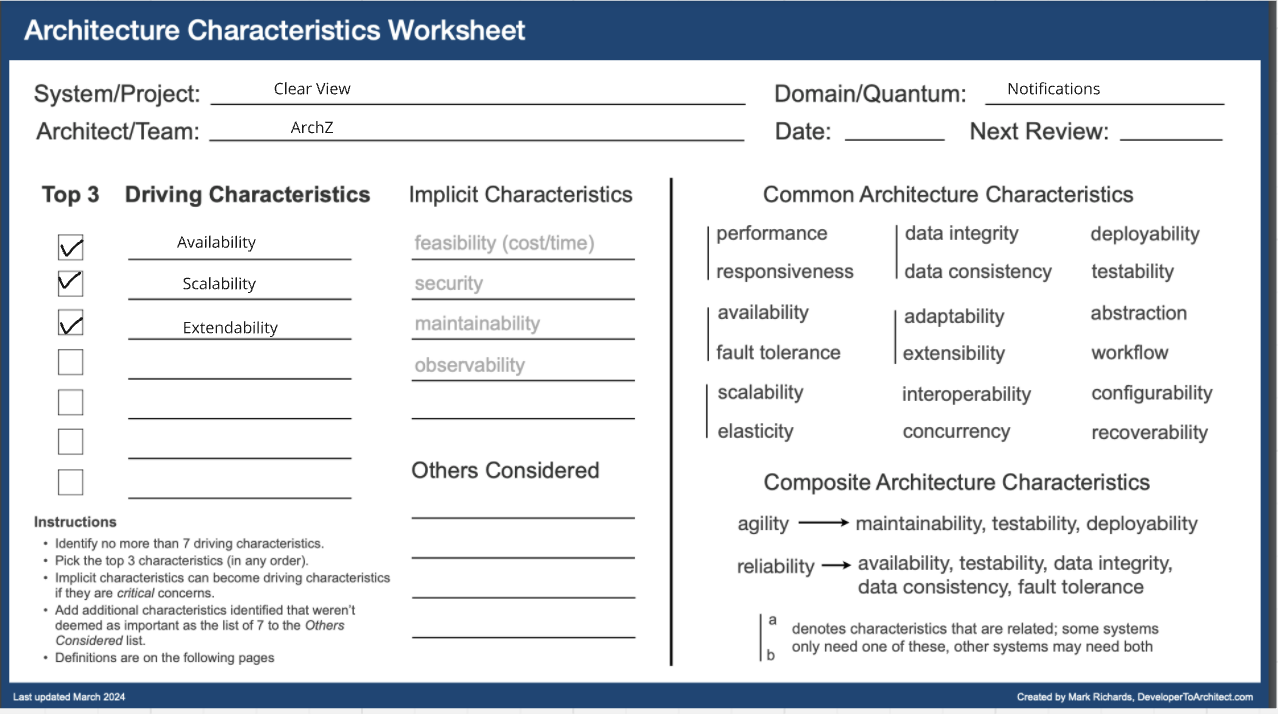 Architecture Characteristics Worksheet
System/Project: Clear View
Domain/Quantum: Notifications
Architect/Team: ArchZ
Date: Next Review:
Top 3 Driving Characteristics
Availability
Scalability
Extendability
Implicit Characteristics
feasibility (cost/time)
security
maintainability
observability
Others Considered
Instructions
• Identify no more than 7 driving characteristics.
• Pick the top 3 characteristics (in any order).
• Implicit characteristics can become driving characteristics
if they are critical concerns.
• Add additional characteristics identified that weren't
deemed as important as the list of 7 to the Others
Considered list.
• Definitions are on the following pages
Common Architecture Characteristics
performance data integrity deployability
responsiveness data consistency testability
availability adaptability abstraction
fault tolerance extensibility workflow
scalability interoperability configurability
elasticity concurrency recoverability
Composite Architecture Characteristics
agility → maintainability, testability, deployability
reliability → availability, testability, data integrity,
data consistency, fault tolerance
a
b
denotes characteristics that are related; some systems
only need one of these, other systems may need both
Last updated March 2024
Created by Mark Richards, DeveloperToArchitect.com